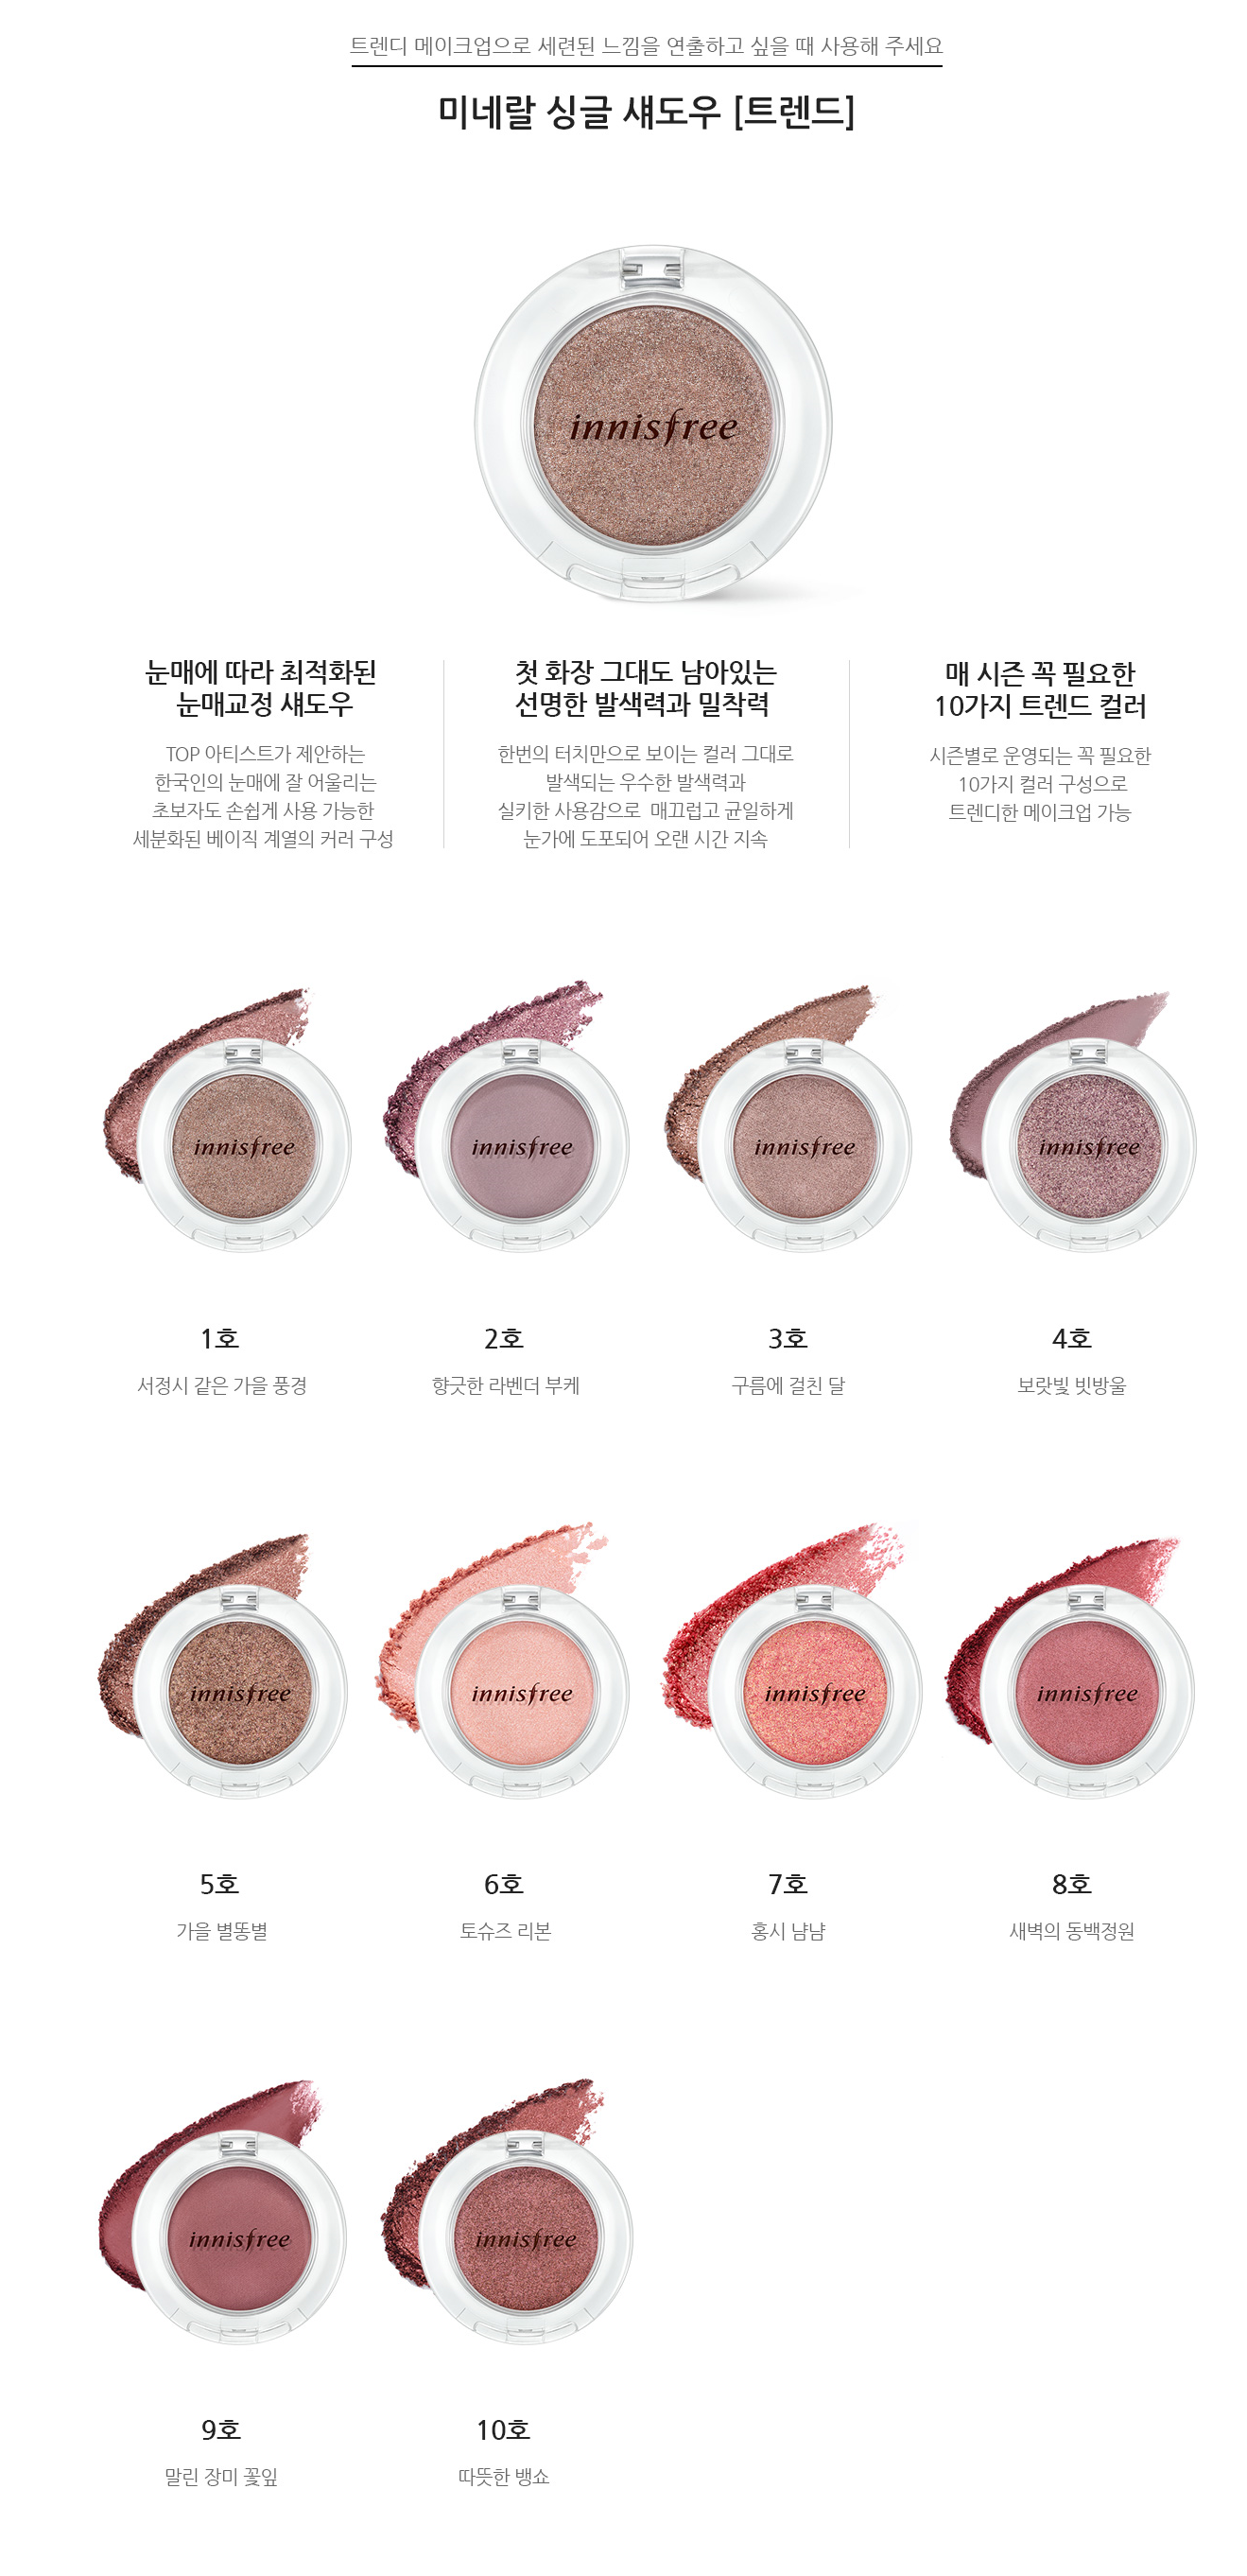 트렌디 메이크업으로 세련된 느낌을 연출하고 싶을 때 사용해 주세요
미네랄 싱글 섀도우 [트렌드]
innisfree
눈매에 따라 최적화된
눈매교정 섀도우
TOP 아티스트가 제안하는
한국인의 눈매에 잘 어울리는
초보자도 손쉽게 사용 가능한
세분화된 베이직 계열의 커러 구성
첫 화장 그대도 남아있는
선명한 발색력과 밀착력
한번의 터치만으로 보이는 컬러 그대로
발색되는 우수한 발색력과
실키한 사용감으로 매끄럽고 균일하게
눈가에 도포되어 오랜 시간 지속
매 시즌 꼭 필요한
10가지 트렌드 컬러
시즌별로 운영되는 꼭 필요한
10가지 컬러 구성으로
트렌디한 메이크업 가능
innisfree
innisfree
innisfree
innisfree
1호
2호
3호
4호
서정시 같은 가을 풍경
향긋한 라벤더 부케
구름에 걸친 달
보랏빛 빗방울
innisfree
innisfree
innisfree
innisfree
5호
6호
7호
8호
가을 별똥별
토슈즈 리본
홍시 냠냠
새벽의 동백정원
innisfree
innisfree
9호
10호
말린 장미 꽃잎
따뜻한 뱅쇼